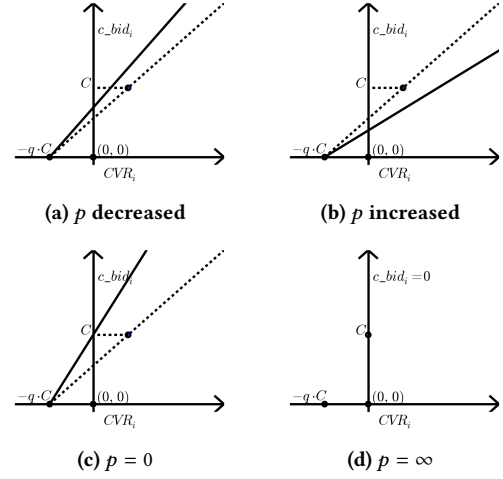 c_bid_i
C
−q·C
(0, 0)
CVR_i
(a) p decreased
c_bid_i
C
−q·C
(0, 0)
CVR_i
(b) p increased
c_bid_i
C
−q·C
(0, 0)
CVR_i
(c) p = 0
c_bid_i=0
C
−q·C
(0, 0)
CVR_i
(d) p = ∞